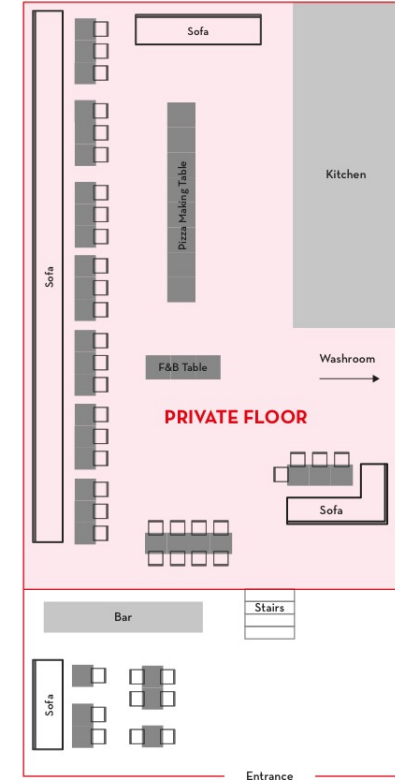 Sofa
Kitchen
Pizza Making Table
Sofa
F&B Table
Washroom
PRIVATE FLOOR
Sofa
Stairs
Bar
Sofa
Entrance